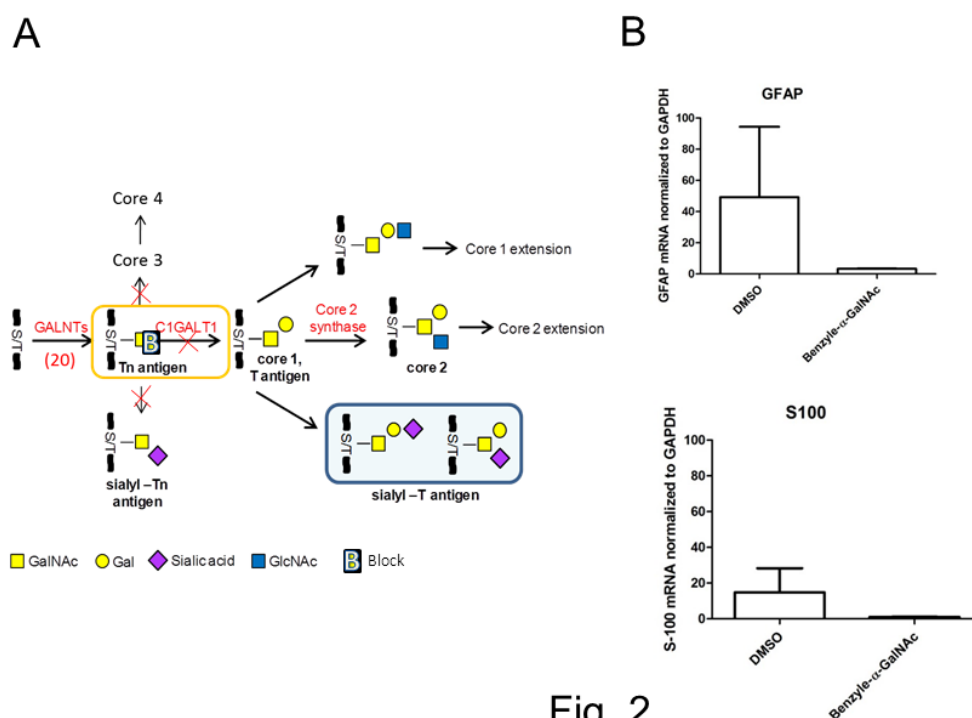 A
B
GFAP
GFAP mRNA normalized to GAPDH
100
80
60
40
20
0
DMSO
Benzyle-α-GalNAc
Core 4
Core 3
S/T
Core 1 extension
GALNTs
(20)
S/T
S/T
B
Tn antigen
C1GALT1
S/T
core 1,
T antigen
Core 2
synthase
S/T
core 2
Core 2 extension
S/T
sialyl –Tn
antigen
S/T
S/T
sialyl –T antigen
GalNAc
Gal
Sialic acid
GlcNAc
B
Block
S100
S-100 mRNA normalized to GAPDH
100
80
60
40
20
0
DMSO
Benzyle-α-GalNAc
Fig. 2